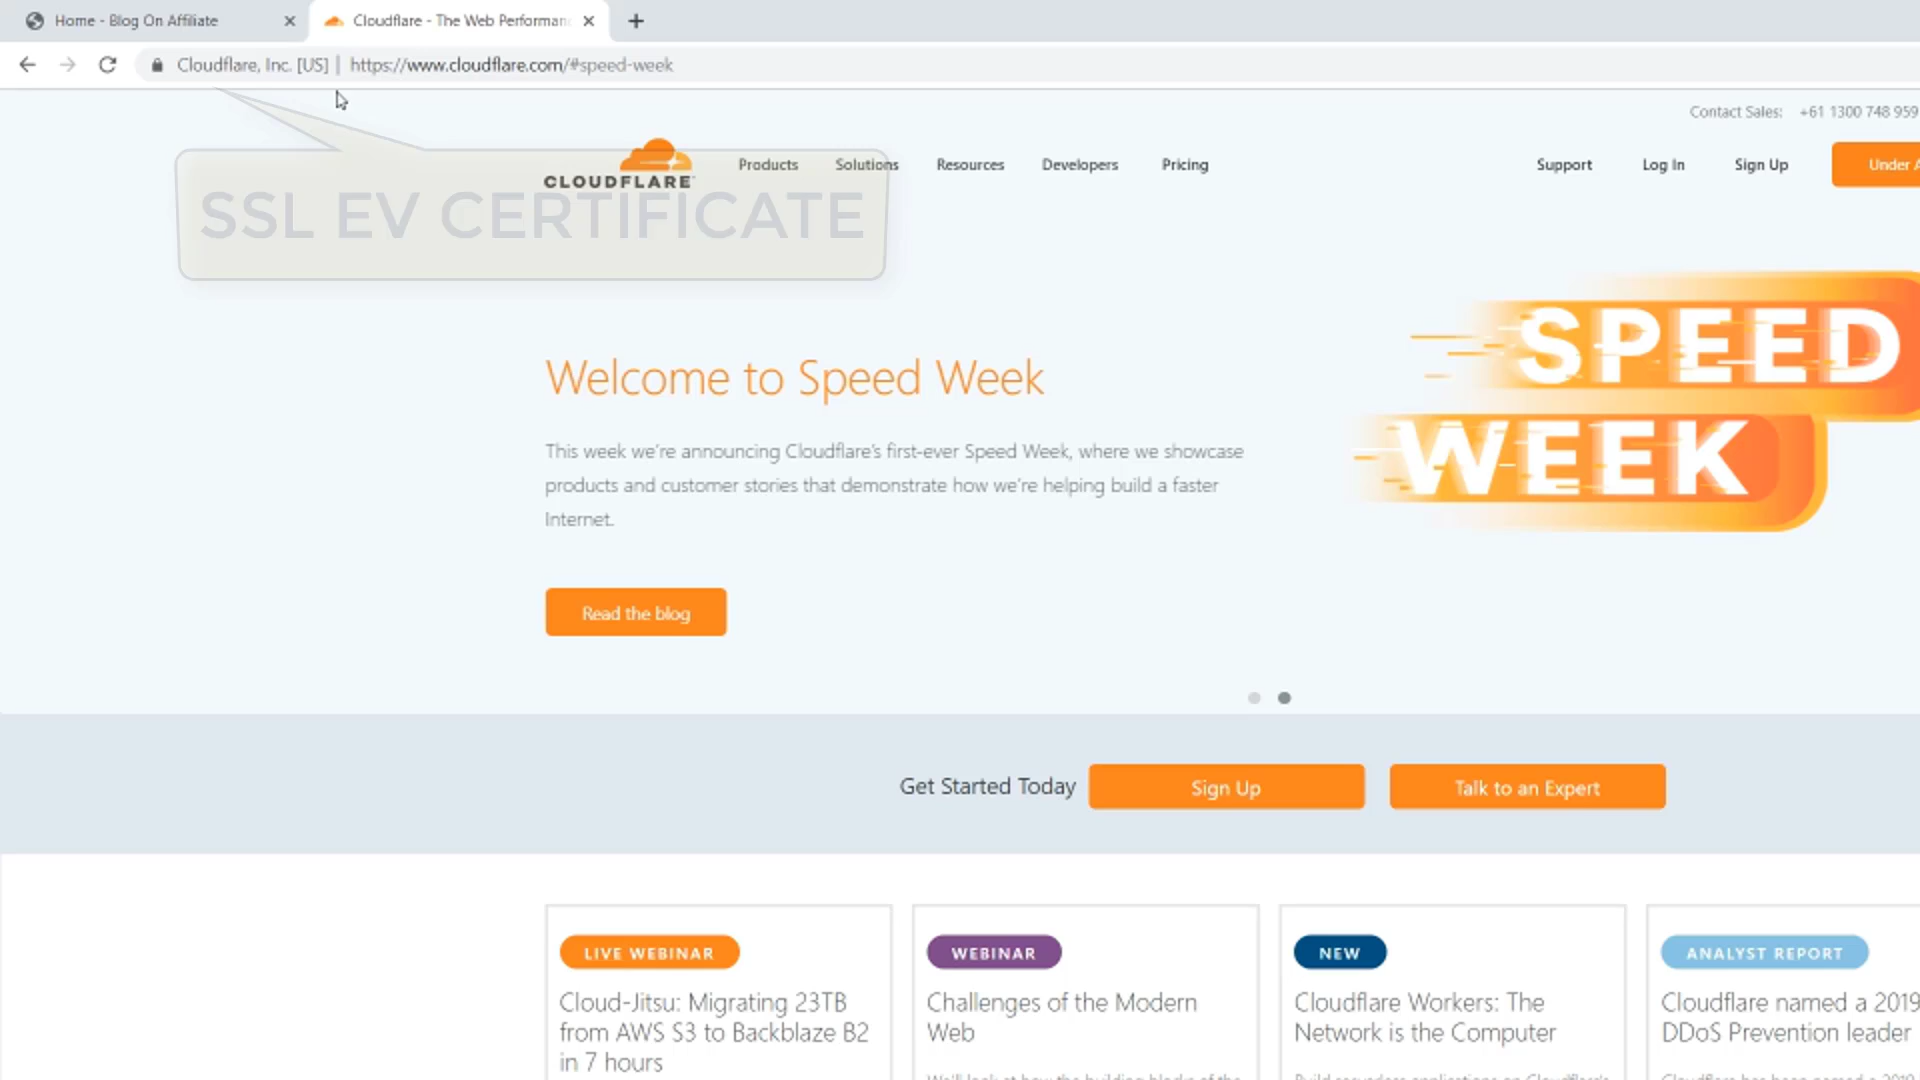 Home - Blog On Affiliate
Cloudflare - The Web Performan
Cloudflare, Inc. [US] | https://www.cloudflare.com/#speed-week
Contact Sales: +61 1300 748 959
CLOUDFLARE
Products Solutions Resources Developers Pricing Support Log In Sign Up Under A
SSL EV CERTIFICATE
SPEED
WEEK
Welcome to Speed Week
This week we're announcing Cloudflare's first-ever Speed Week, where we showcase
products and customer stories that demonstrate how we're helping build a faster
Internet.
Read the blog
Get Started Today Sign Up Talk to an Expert
LIVE WEBINAR
Cloud-Jitsu: Migrating 23TB
from AWS S3 to Backblaze B2
in 7 hours
WEBINAR
Challenges of the Modern
Web
NEW
Cloudflare Workers: The
Network is the Computer
ANALYST REPORT
Cloudflare named a 2019
DDoS Prevention leader